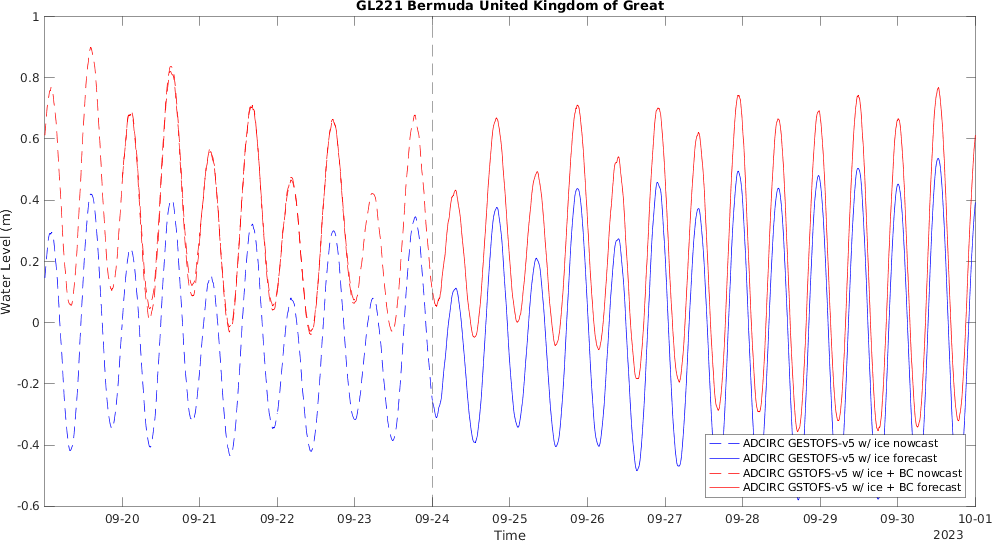 GL221 Bermuda United Kingdom of Great
1
0.8
0.6
0.4
0.2
0
-0.2
-0.4
-0.6
Water Level (m)
ADCIRC GESTOFS-v5 w/ ice nowcast
ADCIRC GESTOFS-v5 w/ ice forecast
ADCIRC GSTOFS-v5 w/ ice + BC nowcast
ADCIRC GSTOFS-v5 w/ ice + BC forecast
09-20 09-21 09-22 09-23 09-24 09-25 09-26 09-27 09-28 09-29 09-30 10-01
Time
2023